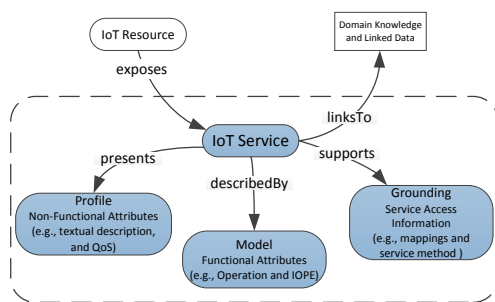 IoT Resource
Domain Knowledge
and Linked Data
exposes
linksTo
IoT Service
presents
supports
describedBy
Profile
Non-Functional Attributes
(e.g., textual description,
and QoS)
Model
Functional Attributes
(e.g., Operation and IOPE)
Grounding
Service Access
Information
(e.g., mappings and
service method )